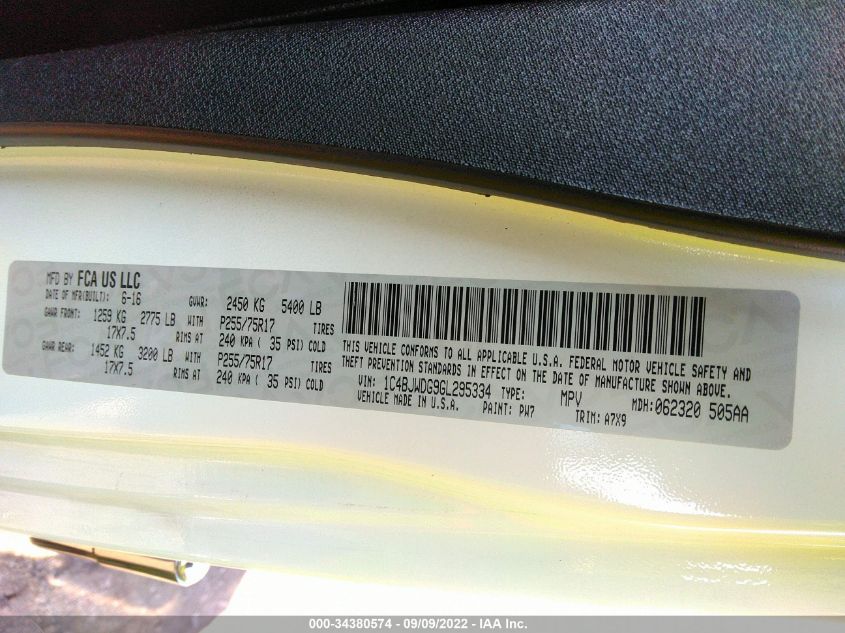 MFD BY FCA US LLC
DATE OF MFR(BUILT): 6-16 GVWR: 2450 KG 5400 LB
GAWR FRONT: 1259 KG 2775 LB WITH P255/75R17 TIRES
17X7.5 RIMS AT 240 KPA ( 35 PSI) COLD
GAWR REAR: 1452 KG 3200 LB WITH P255/75R17 TIRES
17X7.5 RIMS AT 240 KPA ( 35 PSI) COLD
THIS VEHICLE CONFORMS TO ALL APPLICABLE U.S.A. FEDERAL MOTOR VEHICLE SAFETY AND
THEFT PREVENTION STANDARDS IN EFFECT ON THE DATE OF MANUFACTURE SHOWN ABOVE.
VIN: 1C4BJWDG9GL295334 TYPE: MPV MDH: 062320 505AA
VEHICLE MADE IN U.S.A. PAINT: PW7 TRIM: A7X9
000-34380574 - 09/09/2022 - IAA Inc.